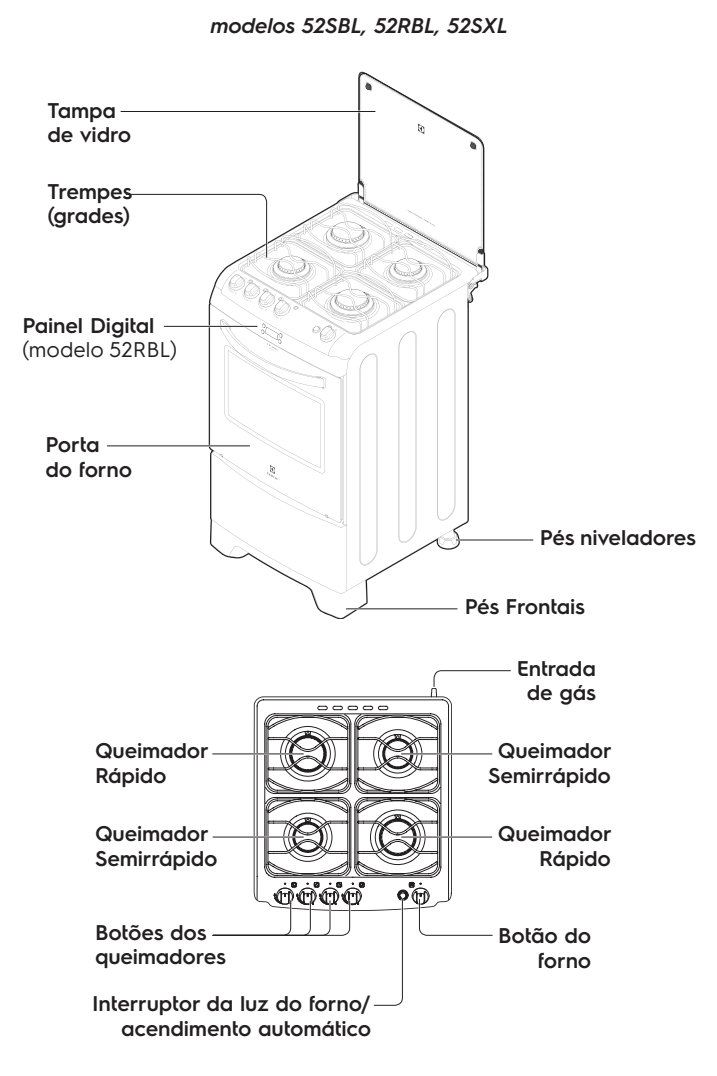 modelos 52SBL, 52RBL, 52SXL
Tampa
de vidro
Trempes
(grades)
Painel Digital
(modelo 52RBL)
Porta
do forno
Pés niveladores
Pés Frontais
Entrada
de gás
Queimador
Rápido
Queimador
Semirrápido
Queimador
Semirrápido
Queimador
Rápido
Botões dos
queimadores
Botão do
forno
Interruptor da luz do forno/
acendimento automático